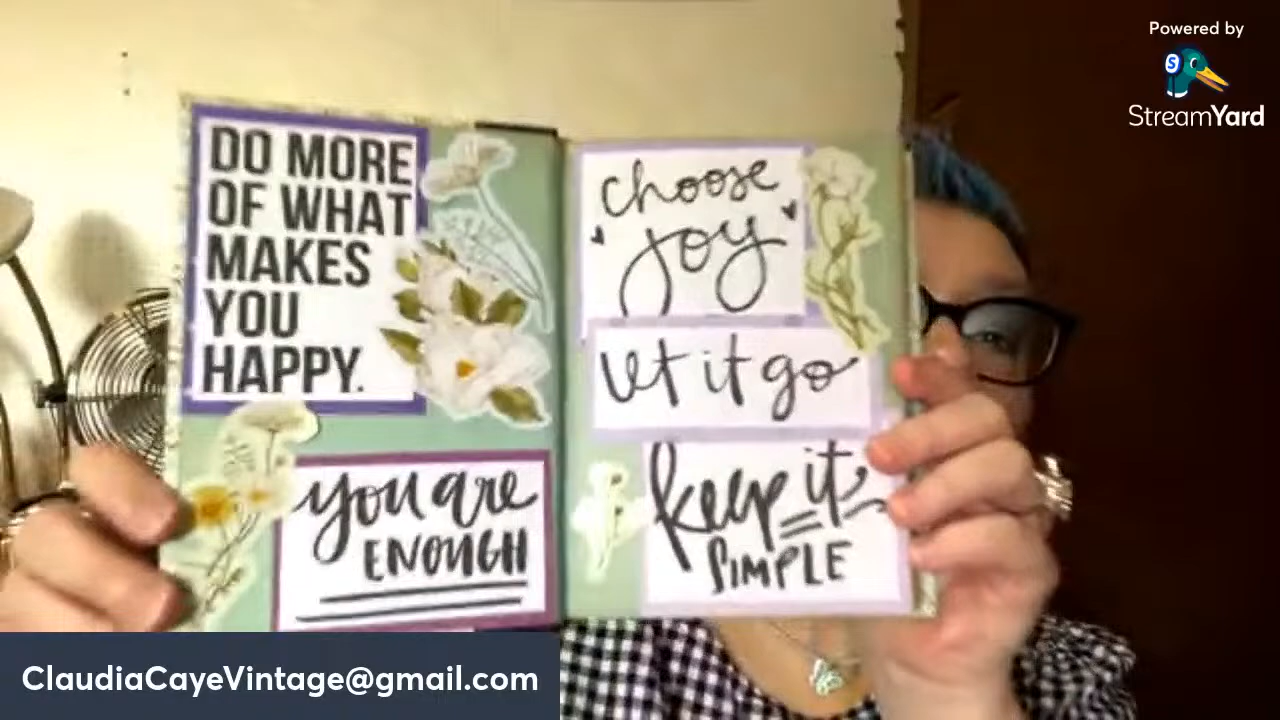 Powered by
StreamYard
DO MORE
OF WHAT
MAKES
YOU
HAPPY.
you are
ENOUGH
choose
joy
let it go
keep it
SIMPLE
ClaudiaCayeVintage@gmail.com